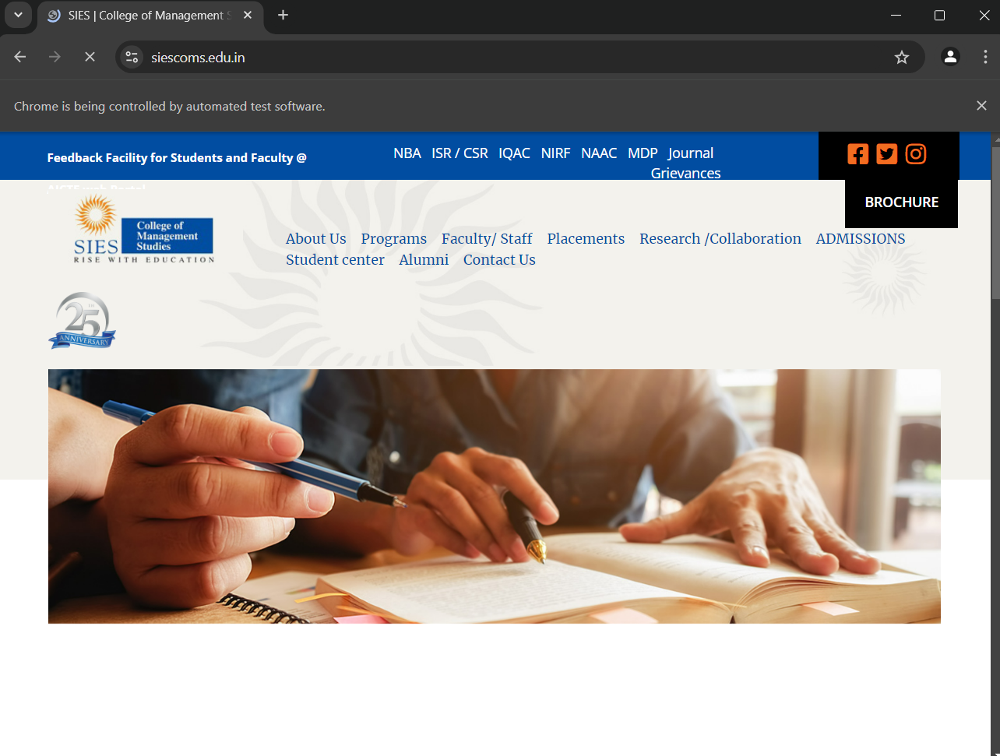 SIES | College of Management S
siescoms.edu.in
Chrome is being controlled by automated test software.
Feedback Facility for Students and Faculty @
AICTE web Portal
NBA ISR / CSR IQAC NIRF NAAC MDP Journal
Grievances
BROCHURE
College of
Management
Studies
SIES
RISE WITH EDUCATION
About Us Programs Faculty/ Staff Placements Research /Collaboration ADMISSIONS
Student center Alumni Contact Us
25TH
ANNIVERSARY